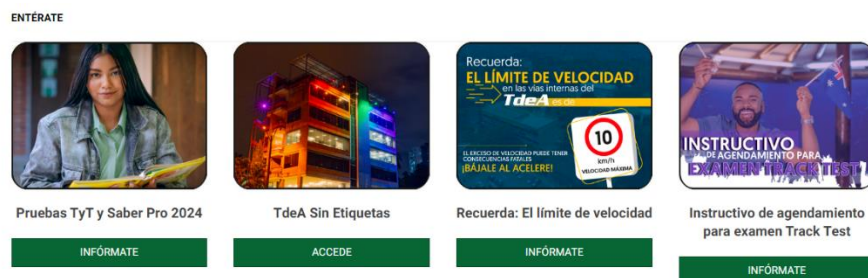 ENTÉRATE
Recuerda:
EL LÍMITE DE VELOCIDAD
en las vías internas del
TdeA es de
10
km/h
VELOCIDAD MÁXIMA
EL EXCESO DE VELOCIDAD PUEDE TENER
CONSECUENCIAS FATALES
¡BÁJALE AL ACELERE!
INSTRUCTIVO
DE AGENDAMIENTO PARA
EXAMEN TRACK TEST
Pruebas TyT y Saber Pro 2024
INFÓRMATE
TdeA Sin Etiquetas
ACCEDE
Recuerda: El límite de velocidad
INFÓRMATE
Instructivo de agendamiento
para examen Track Test
INFÓRMATE